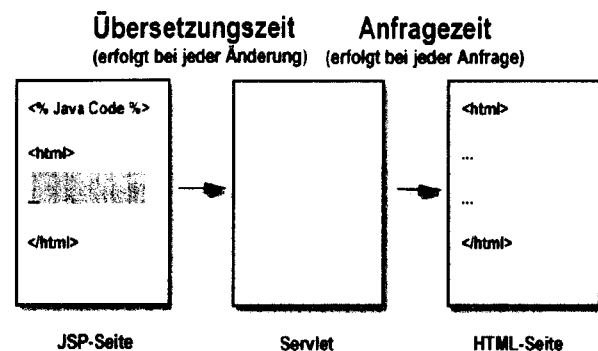 Übersetzungszeit
(erfolgt bei jeder Änderung)
Anfragezeit
(erfolgt bei jeder Anfrage)
<% Java Code %>
<html>
</html>
JSP-Seite
Servlet
<html>
...
...
</html>
HTML-Seite